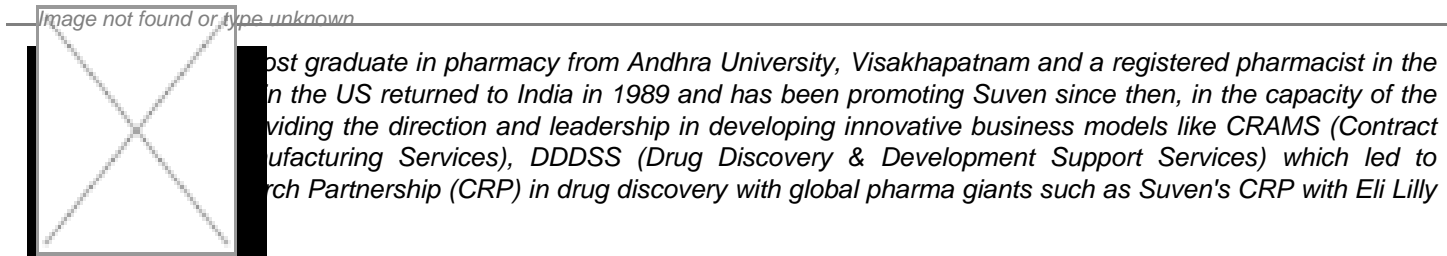 Image not found or type unknown
ost graduate in pharmacy from Andhra University, Visakhapatnam and a registered pharmacist in the
in the US returned to India in 1989 and has been promoting Suven since then, in the capacity of the
viding the direction and leadership in developing innovative business models like CRAMS (Contract
ufacturing Services), DDDSS (Drug Discovery & Development Support Services) which led to
rch Partnership (CRP) in drug discovery with global pharma giants such as Suven's CRP with Eli Lilly